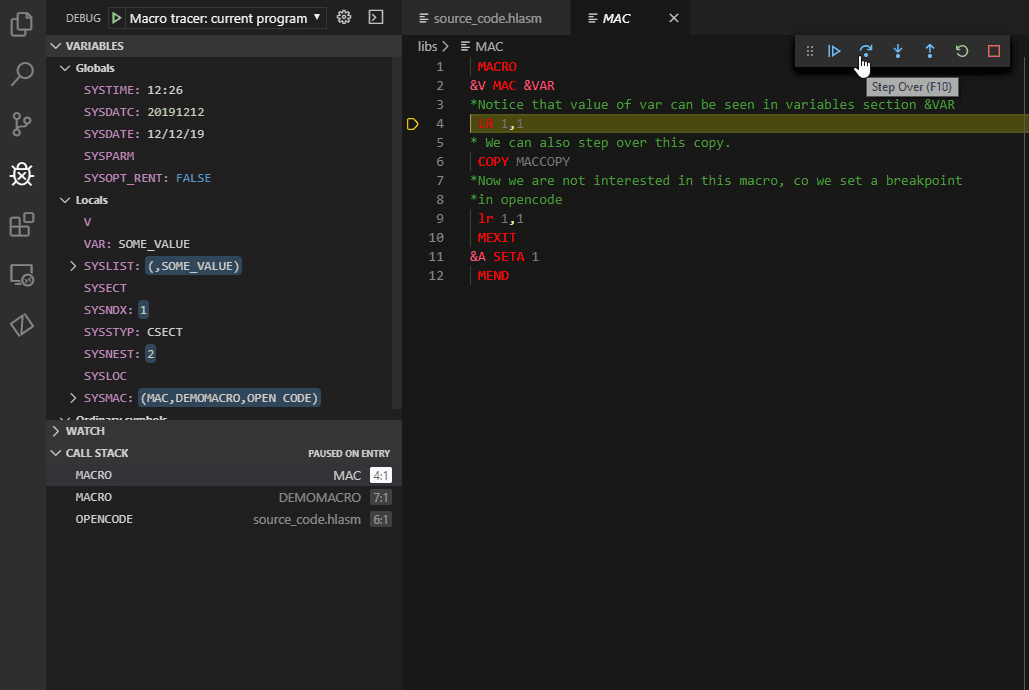 DEBUG Macro tracer: current program
VARIABLES
Globals
SYSTIME: 12:26
SYSDATC: 20191212
SYSDATE: 12/12/19
SYSPARM
SYSOPT_RENT: FALSE
Locals
V
VAR: SOME_VALUE
SYSLIST: (,SOME_VALUE)
SYSECT
SYSNDX: 1
SYSSTYP: CSECT
SYSNEST: 2
SYSLOC
SYSMAC: (MAC,DEMOMACRO,OPEN CODE)
Ordinary symbols
WATCH
CALL STACK PAUSED ON ENTRY
MACRO MAC 4:1
MACRO DEMOMACRO 7:1
OPENCODE source_code.hlasm 6:1
source_code.hlasm MAC
libs > MAC
Step Over (F10)
1 MACRO
2 &V MAC &VAR
3 *Notice that value of var can be seen in variables section &VAR
4 LR 1,1
5 * We can also step over this copy.
6 COPY MACCOPY
7 *Now we are not interested in this macro, co we set a breakpoint
8 *in opencode
9 lr 1,1
10 MEXIT
11 &A SETA 1
12 MEND